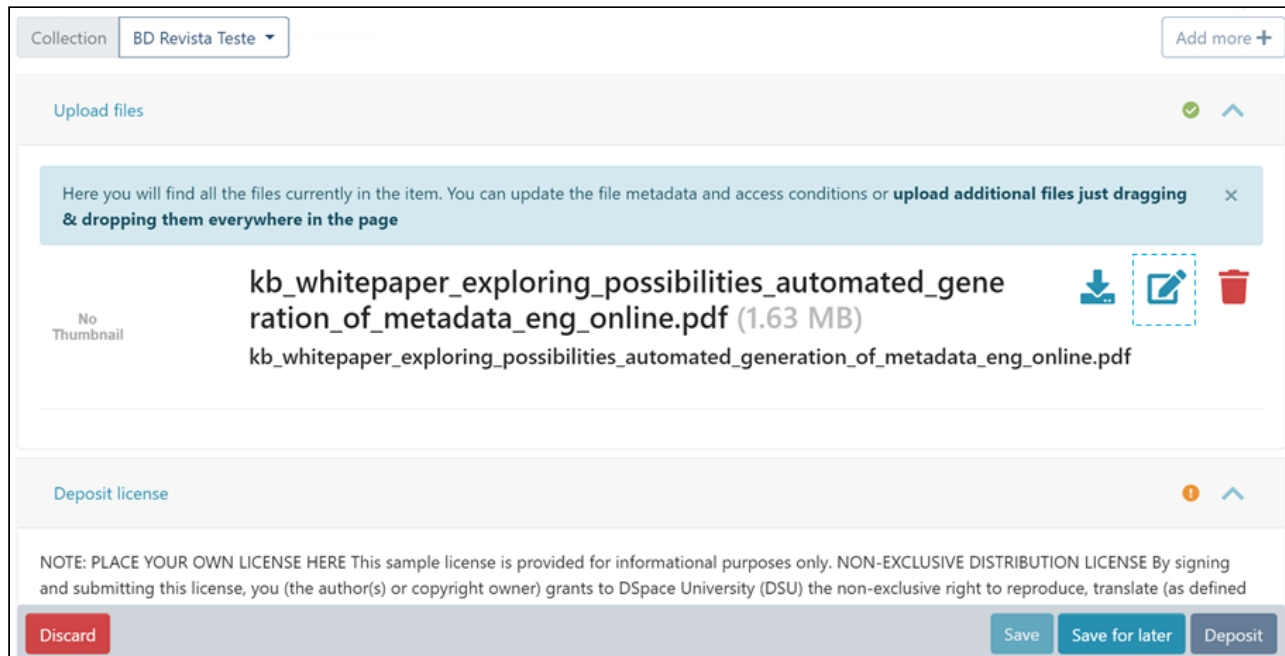 Collection BD Revista Teste Add more
Upload files
Here you will find all the files currently in the item. You can update the file metadata and access conditions or upload additional files just dragging
& dropping them everywhere in the page ×
No
Thumbnail
kb_whitepaper_exploring_possibilities_automated_gene
ration_of_metadata_eng_online.pdf (1.63 MB)
kb_whitepaper_exploring_possibilities_automated_generation_of_metadata_eng_online.pdf
Deposit license
NOTE: PLACE YOUR OWN LICENSE HERE This sample license is provided for informational purposes only. NON-EXCLUSIVE DISTRIBUTION LICENSE By signing
and submitting this license, you (the author(s) or copyright owner) grants to DSpace University (DSU) the non-exclusive right to reproduce, translate (as defined
Discard Save Save for later Deposit